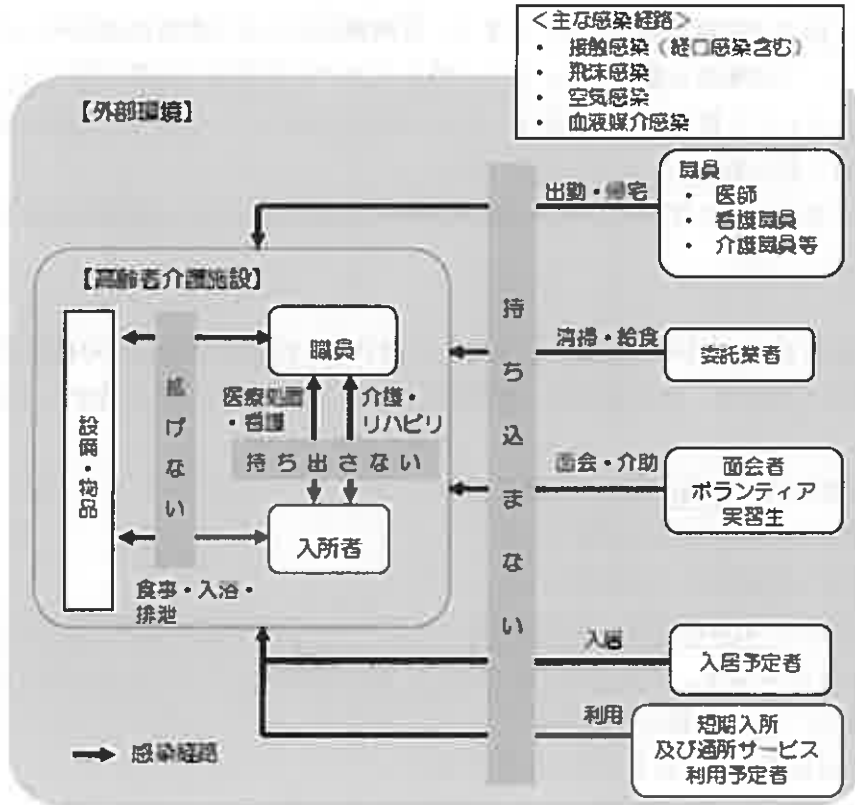 ＜主な感染経路＞
・ 接触感染（経口感染含む）
・ 飛沫感染
・ 空気感染
・ 血液媒介感染
【外部環境】
出勤・帰宅
職員
・ 医師
・ 看護職員
・ 介護職員等
【高齢者介護施設】
設備・物品
拡げない
職員
医療処置
・看護
介護・
リハビリ
持ち出さない
入所者
食事・入浴・
排泄
持ち込まない
清掃・給食
委託業者
面会・介助
面会者
ボランティア
実習生
入居
入居予定者
利用
短期入所
及び通所サービス
利用予定者
感染経路